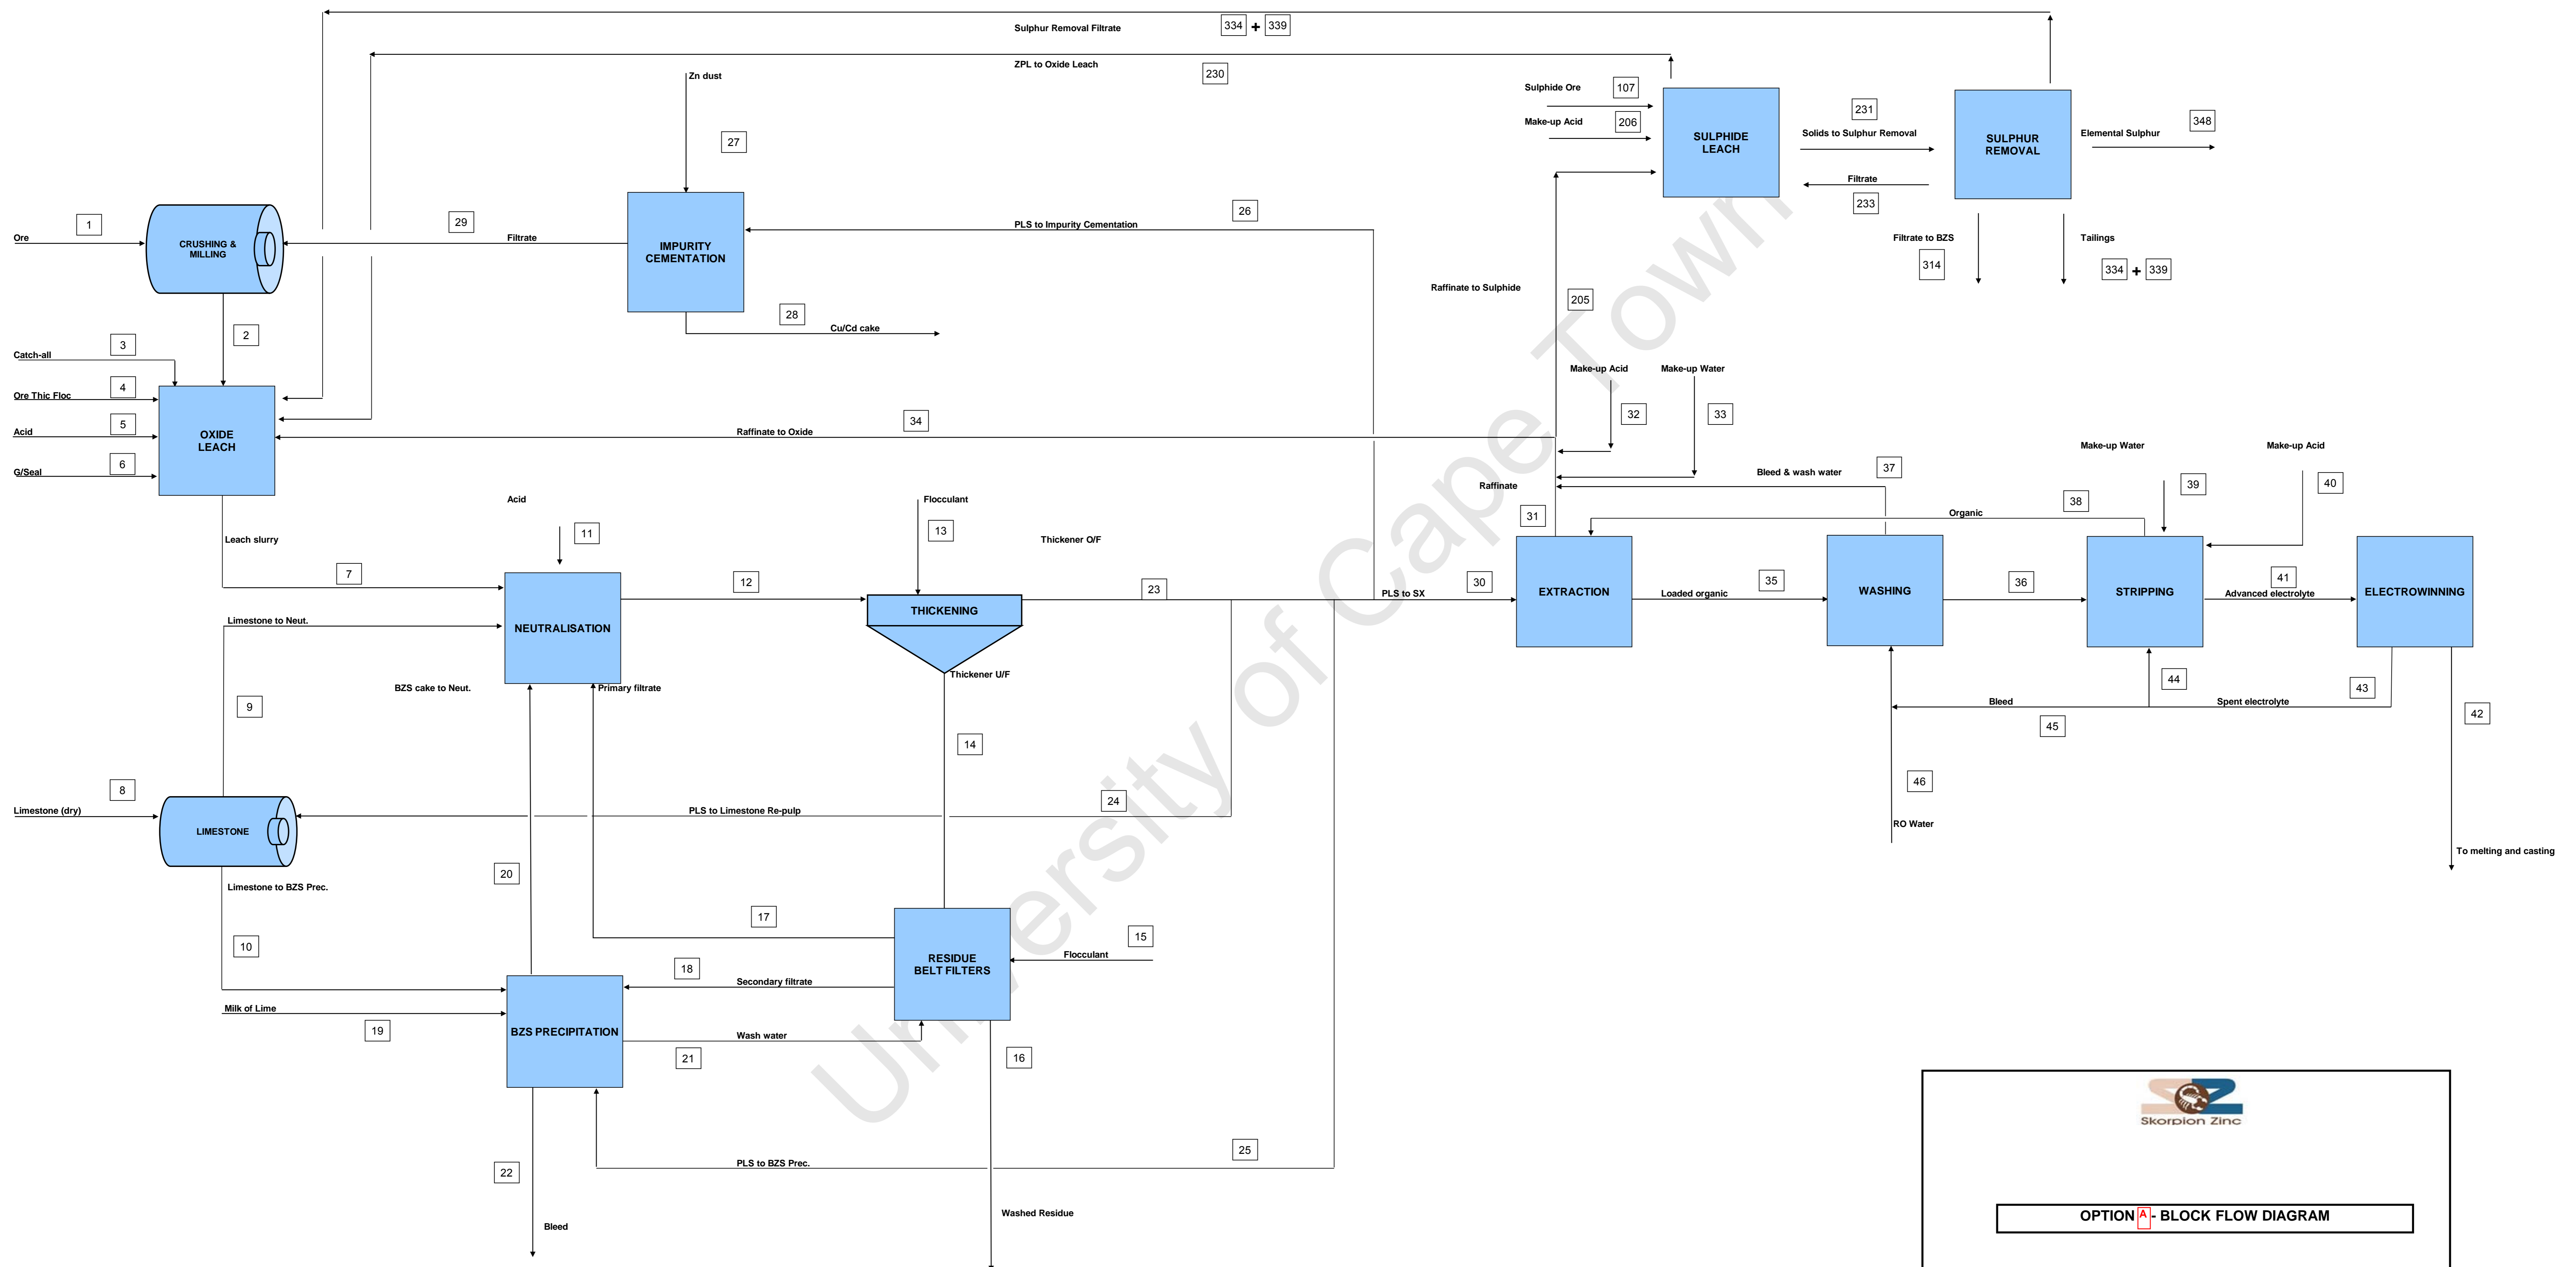 Sulphur Removal Filtrate
334 + 339
ZPL to Oxide Leach
230
Zn dust
27
Sulphide Ore
107
Make-up Acid
206
SULPHIDE
LEACH
231
Solids to Sulphur Removal
Filtrate
233
SULPHUR
REMOVAL
Elemental Sulphur
348
Filtrate to BZS
314
Tailings
334 + 339
1
Ore
CRUSHING &
MILLING
29
Filtrate
IMPURITY
CEMENTATION
26
PLS to Impurity Cementation
28
Cu/Cd cake
2
Raffinate to Sulphide
205
3
Catch-all
4
Ore Thic Floc
5
Acid
6
G/Seal
OXIDE
LEACH
34
Raffinate to Oxide
Make-up Acid
32
Make-up Water
33
Make-up Water
39
Make-up Acid
40
Bleed & wash water
37
Raffinate
31
Organic
38
Leach slurry
7
Acid
11
Flocculant
13
Thickener O/F
12
23
NEUTRALISATION
THICKENING
PLS to SX
30
EXTRACTION
Loaded organic
35
WASHING
36
STRIPPING
Advanced electrolyte
41
ELECTROWINNING
Limestone to Neut.
BZS cake to Neut.
Primary filtrate
Thickener U/F
9
14
44
43
42
Bleed
45
Spent electrolyte
46
RO Water
To melting and casting
8
Limestone (dry)
LIMESTONE
PLS to Limestone Re-pulp
24
20
Limestone to BZS Prec.
10
17
18
Secondary filtrate
RESIDUE
BELT FILTERS
15
Flocculant
Milk of Lime
19
BZS PRECIPITATION
Wash water
21
16
22
PLS to BZS Prec.
25
Bleed
Washed Residue
University of Cape Town
Skorpion Zinc
OPTION A - BLOCK FLOW DIAGRAM